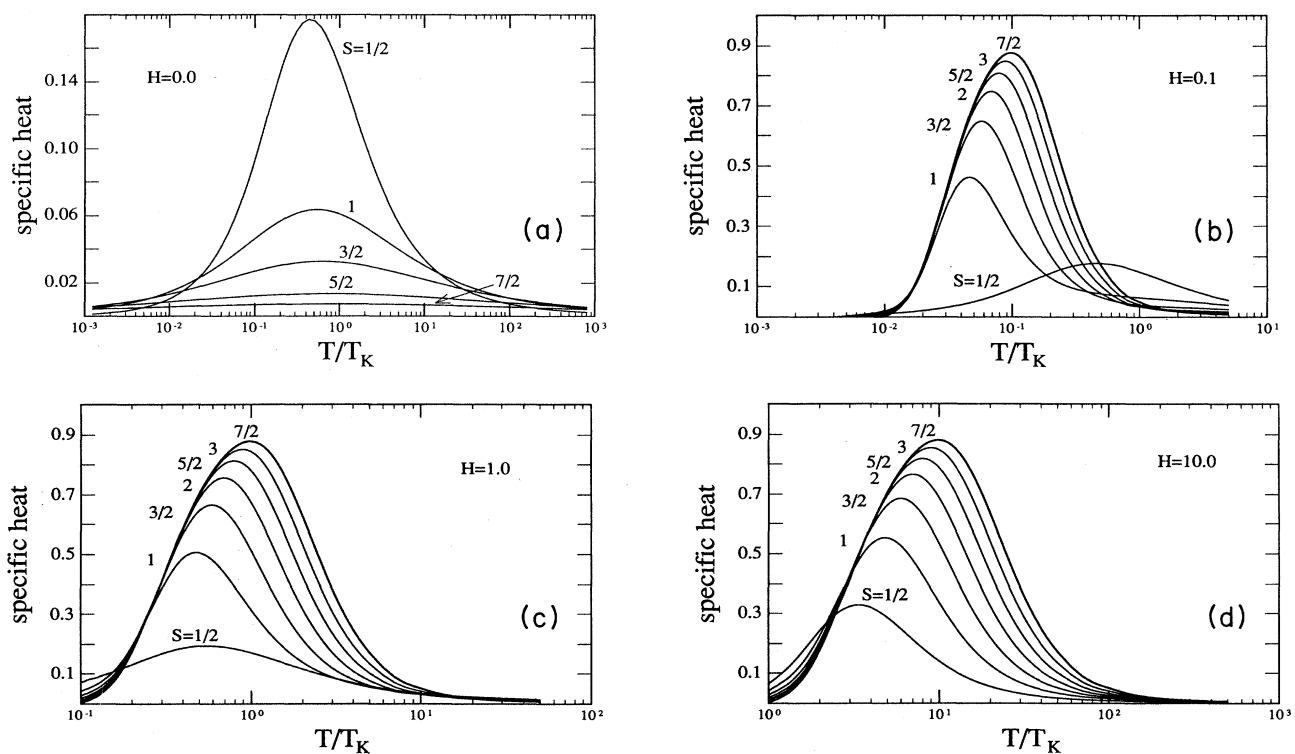 S=1/2
0.14
H=0.0
0.10
specific heat
0.06
1
(a)
3/2
5/2
7/2
0.02
10⁻³ 10⁻² 10⁻¹ 10⁰ 10¹ 10² 10³
T/T_K
0.9
7/2
3
5/2
2
H=0.1
0.7
3/2
specific heat
0.5
1
0.3
(b)
S=1/2
0.1
10⁻³ 10⁻² 10⁻¹ 10⁰ 10¹
T/T_K
0.9
7/2
3
5/2
2
H=1.0
0.7
3/2
specific heat
0.5
1
0.3
(c)
S=1/2
0.1
10⁻¹ 10⁰ 10¹ 10²
T/T_K
0.9
7/2
3
5/2
2
H=10.0
0.7
3/2
specific heat
0.5
1
0.3
S=1/2
(d)
0.1
10⁰ 10¹ 10² 10³
T/T_K